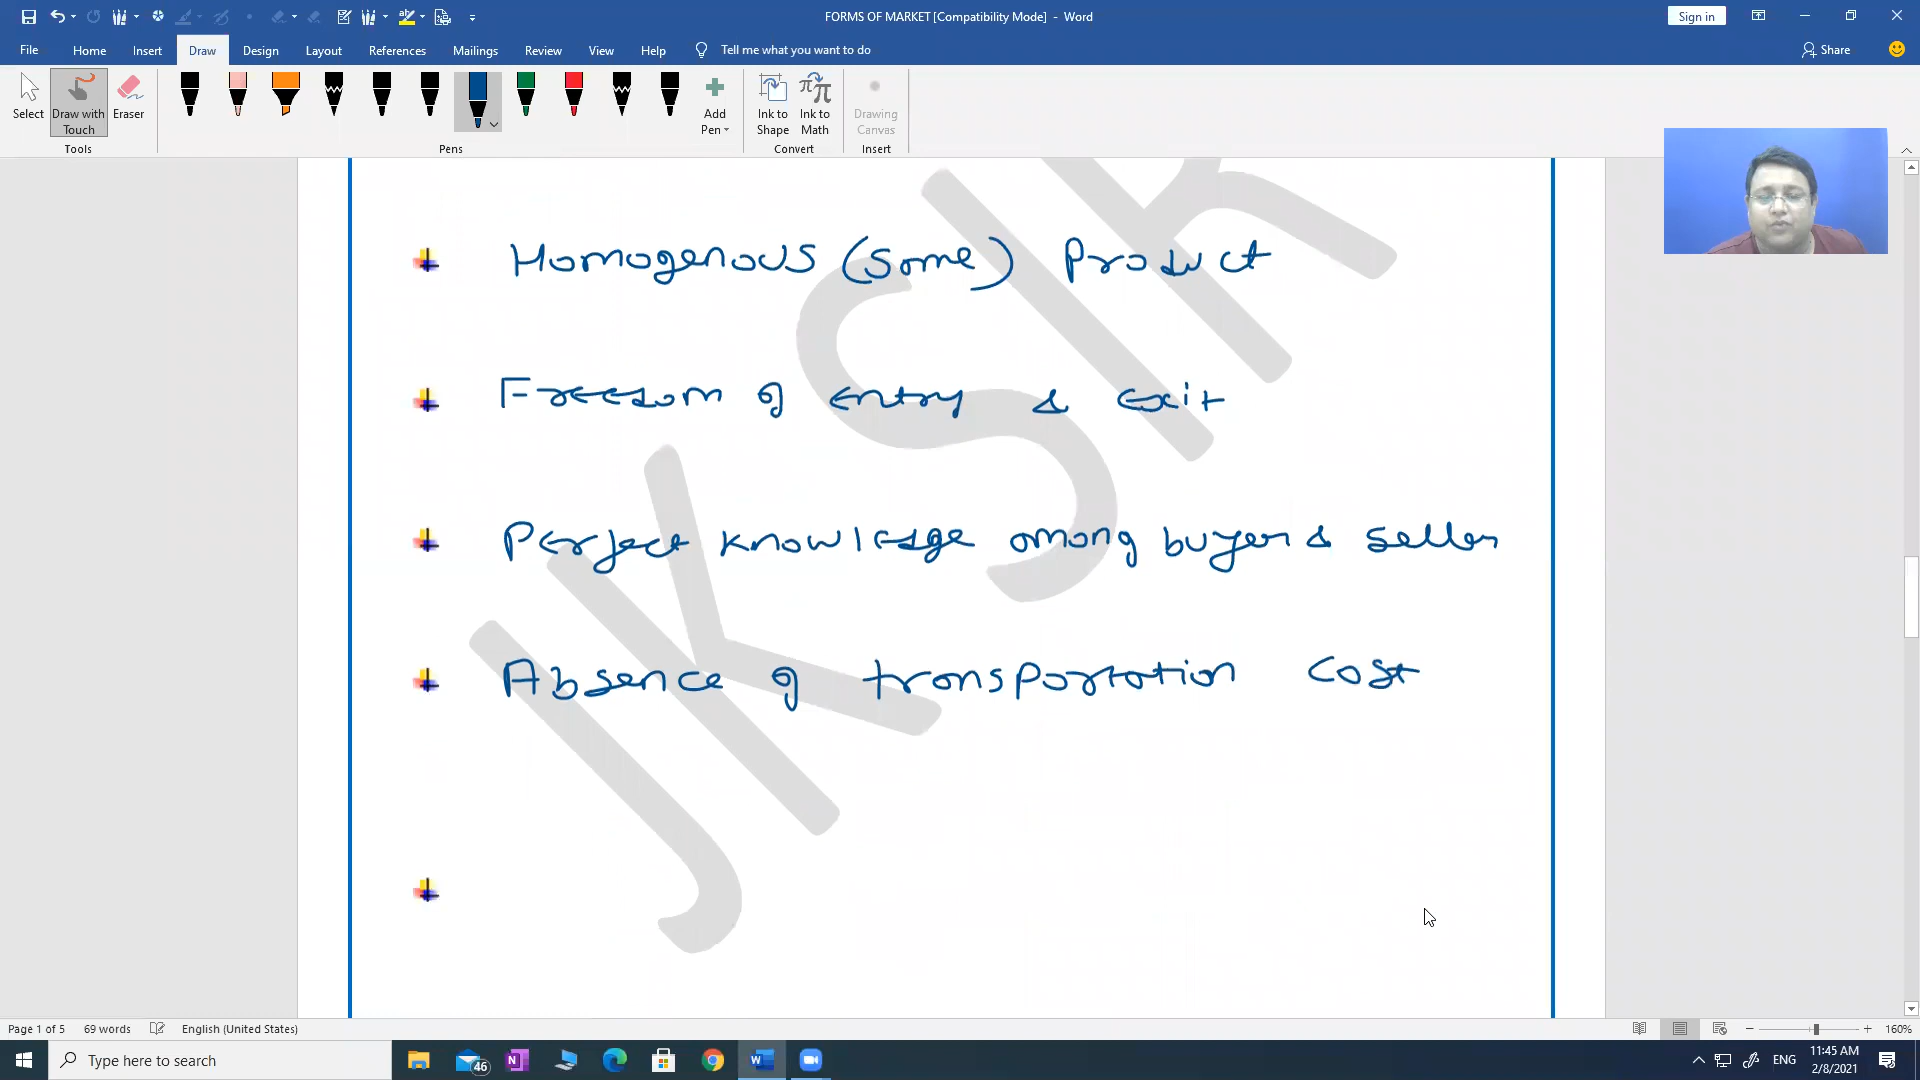 FORMS OF MARKET [Compatibility Mode] - Word
Sign in
File Home Insert Draw Design Layout References Mailings Review View Help Tell me what you want to do Share
Select
Draw with Touch
Eraser
Add Pen
Ink to Shape
Ink to Math
Drawing Canvas
Tools Pens Convert Insert
JK SIR
Homogenous (Same) Product
Freedom of entry & exit
Perfect knowledge among buyer & seller
Absence of transportation cost
Page 1 of 5 69 words English (United States) 160%
Type here to search
46
ENG
11:45 AM
2/8/2021